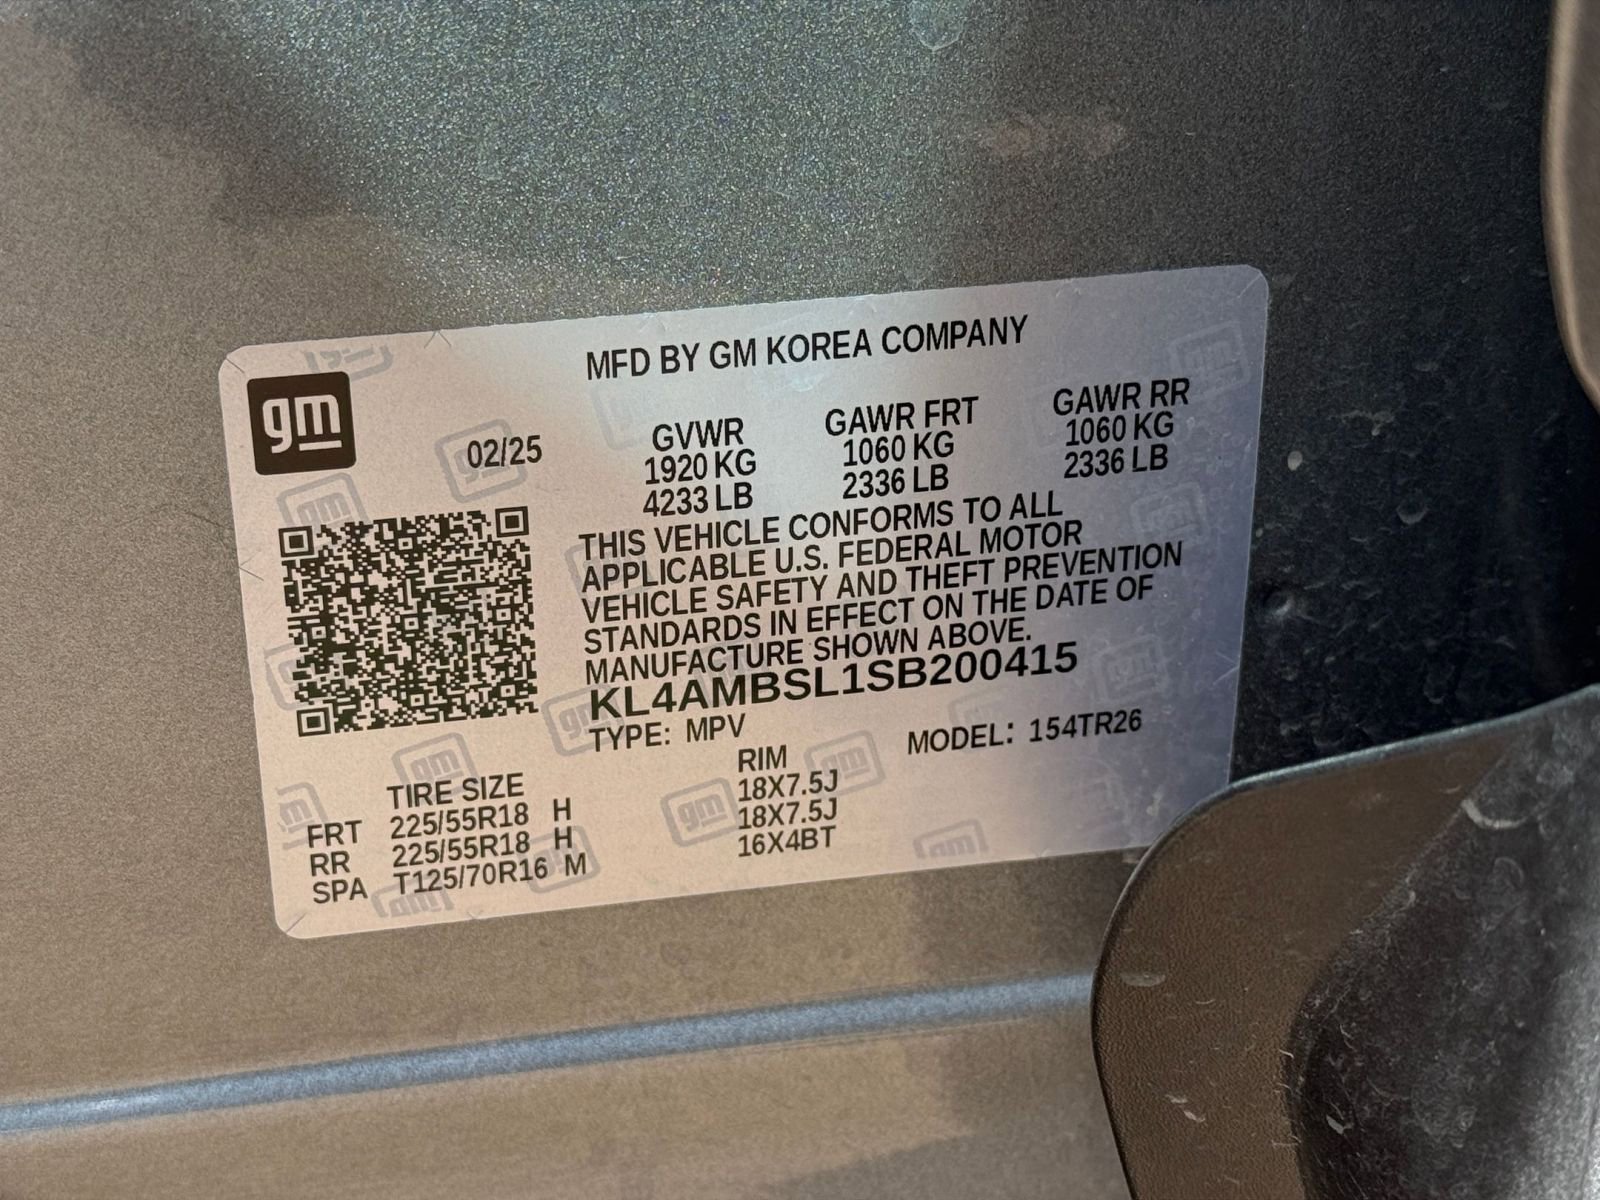 gm
MFD BY GM KOREA COMPANY
02/25
GVWR GAWR FRT GAWR RR
1920 KG 1060 KG 1060 KG
4233 LB 2336 LB 2336 LB
THIS VEHICLE CONFORMS TO ALL
APPLICABLE U.S. FEDERAL MOTOR
VEHICLE SAFETY AND THEFT PREVENTION
STANDARDS IN EFFECT ON THE DATE OF
MANUFACTURE SHOWN ABOVE.
KL4AMBSL1SB200415
TYPE: MPV MODEL: 154TR26
TIRE SIZE RIM
FRT 225/55R18 H 18X7.5J
RR 225/55R18 H 18X7.5J
SPA T125/70R16 M 16X4BT